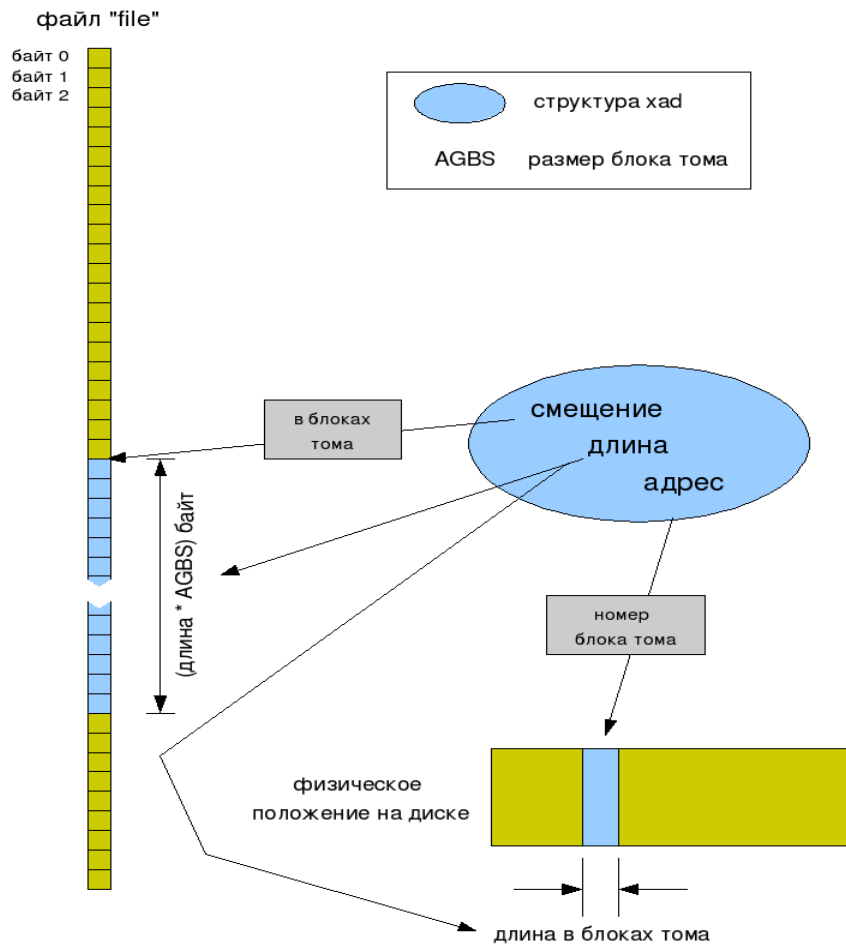 файл "file"
байт 0
байт 1
байт 2
структура xad
AGBS размер блока тома
в блоках
тома
смещение
длина
адрес
(длина * AGBS) байт
номер
блока тома
физическое
положение на диске
длина в блоках тома